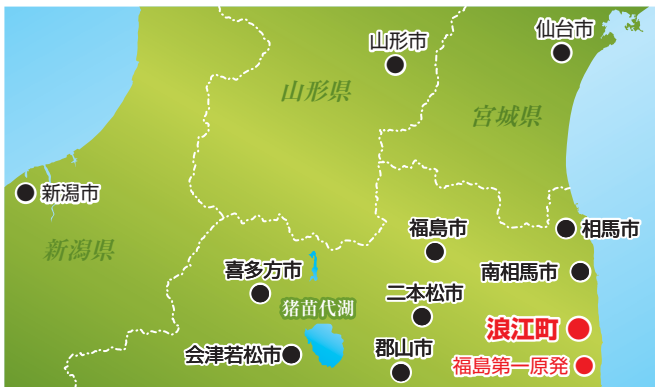 仙台市
山形市
山形県
宮城県
新潟市
福島市
相馬市
新潟県
喜多方市
南相馬市
二本松市
猪苗代湖
浪江町
会津若松市
郡山市
福島第一原発